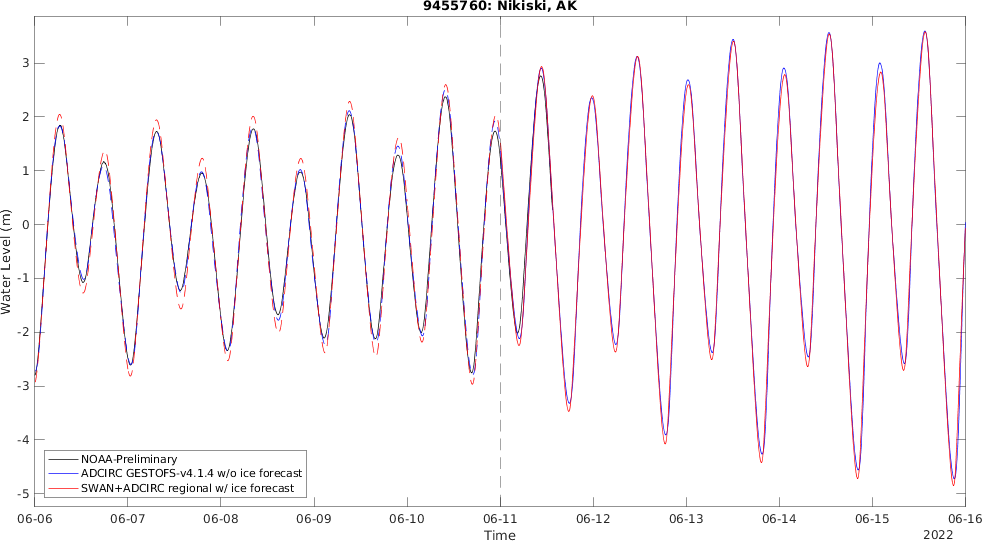 9455760: Nikiski, AK
Water Level (m)
3
2
1
0
-1
-2
-3
-4
-5
NOAA-Preliminary
ADCIRC GESTOFS-v4.1.4 w/o ice forecast
SWAN+ADCIRC regional w/ ice forecast
06-06 06-07 06-08 06-09 06-10 06-11 06-12 06-13 06-14 06-15 06-16
Time
2022